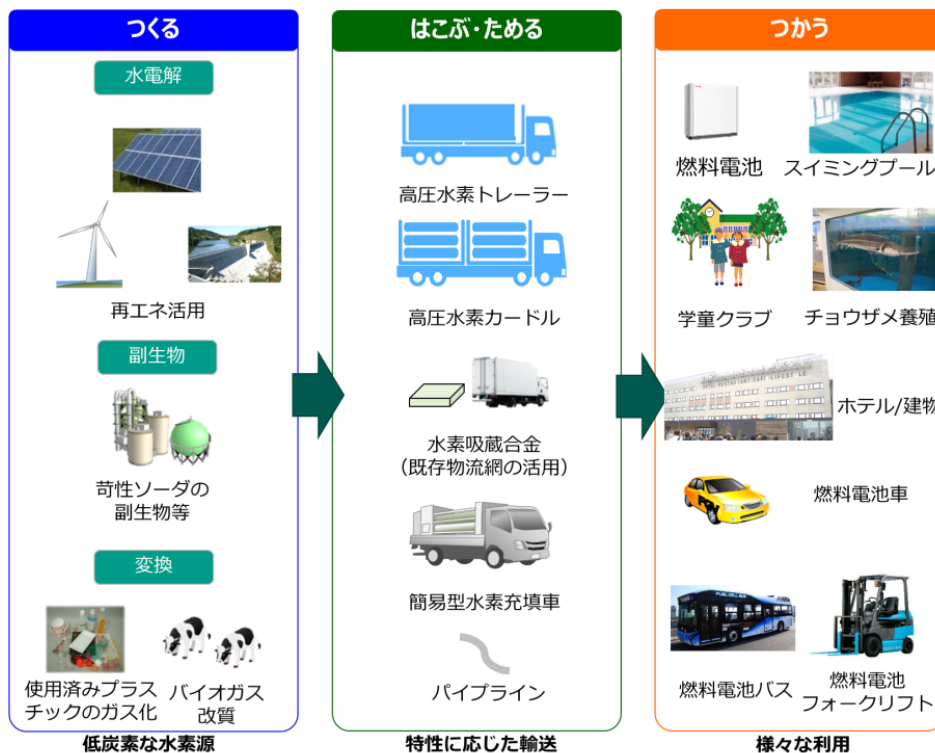 つくる
水電解
再エネ活用
副生物
苛性ソーダの
副生物等
変換
使用済みプラス
チックのガス化
バイオガス
改質
低炭素な水素源
はこぶ・ためる
高圧水素トレーラー
高圧水素カードル
水素吸蔵合金
（既存物流網の活用）
簡易型水素充填車
パイプライン
特性に応じた輸送
つかう
燃料電池
スイミングプール
学童クラブ
チョウザメ養殖
ホテル/建物
燃料電池車
FUEL CELL BUS
燃料電池バス
燃料電池
フォークリフト
様々な利用